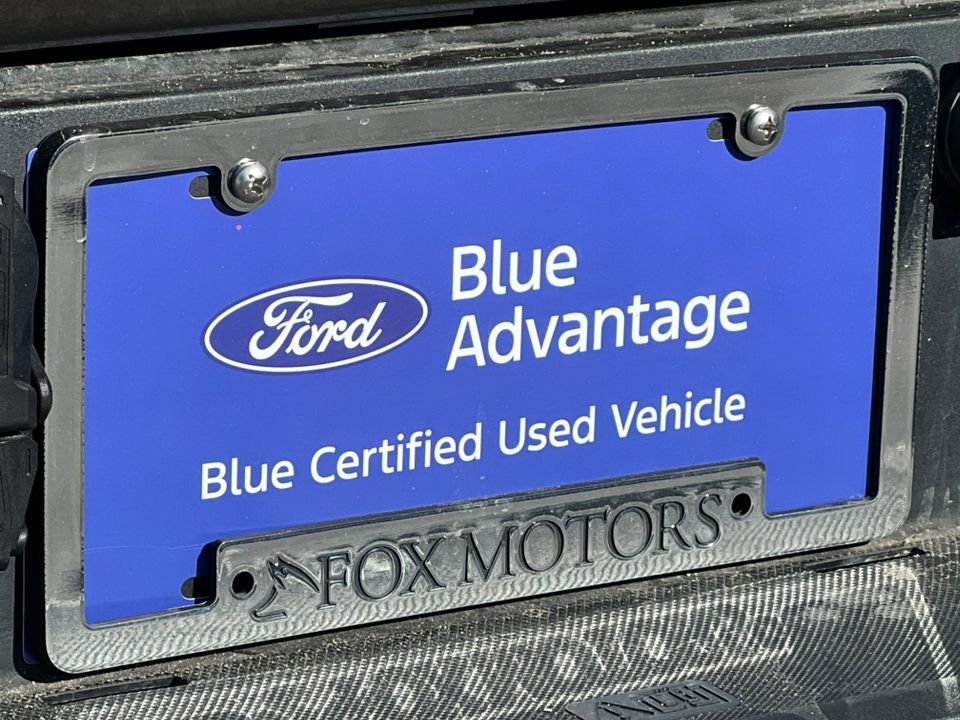 Ford
Blue
Advantage
Blue Certified Used Vehicle
FOX MOTORS